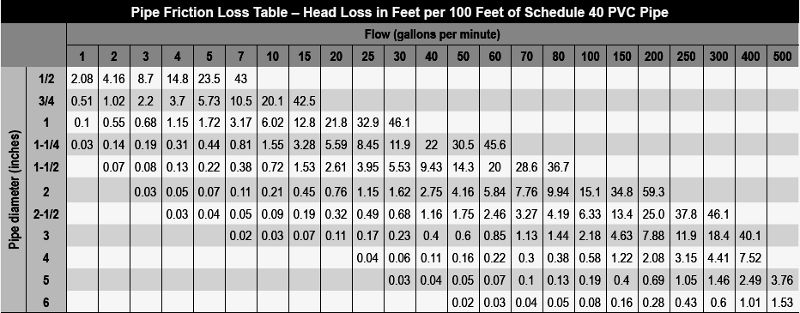 Pipe Friction Loss Table – Head Loss in Feet per 100 Feet of Schedule 40 PVC Pipe
Flow (gallons per minute)
1 2 3 4 5 7 10 15 20 25 30 40 50 60 70 80 100 150 200 250 300 400 500
Pipe diameter (inches)
1/2 2.08 4.16 8.7 14.8 23.5 43
3/4 0.51 1.02 2.2 3.7 5.73 10.5 20.1 42.5
1 0.1 0.55 0.68 1.15 1.72 3.17 6.02 12.8 21.8 32.9 46.1
1-1/4 0.03 0.14 0.19 0.31 0.44 0.81 1.55 3.28 5.59 8.45 11.9 22 30.5 45.6
1-1/2 0.07 0.08 0.13 0.22 0.38 0.72 1.53 2.61 3.95 5.53 9.43 14.3 20 28.6 36.7
2 0.03 0.05 0.07 0.11 0.21 0.45 0.76 1.15 1.62 2.75 4.16 5.84 7.76 9.94 15.1 34.8 59.3
2-1/2 0.03 0.04 0.05 0.09 0.19 0.32 0.49 0.68 1.16 1.75 2.46 3.27 4.19 6.33 13.4 25.0 37.8 46.1
3 0.02 0.03 0.07 0.11 0.17 0.23 0.4 0.6 0.85 1.13 1.44 2.18 4.63 7.88 11.9 18.4 40.1
4 0.04 0.06 0.11 0.16 0.22 0.3 0.38 0.58 1.22 2.08 3.15 4.41 7.52
5 0.03 0.04 0.05 0.07 0.1 0.13 0.19 0.4 0.69 1.05 1.46 2.49 3.76
6 0.02 0.03 0.04 0.05 0.08 0.16 0.28 0.43 0.6 1.01 1.53